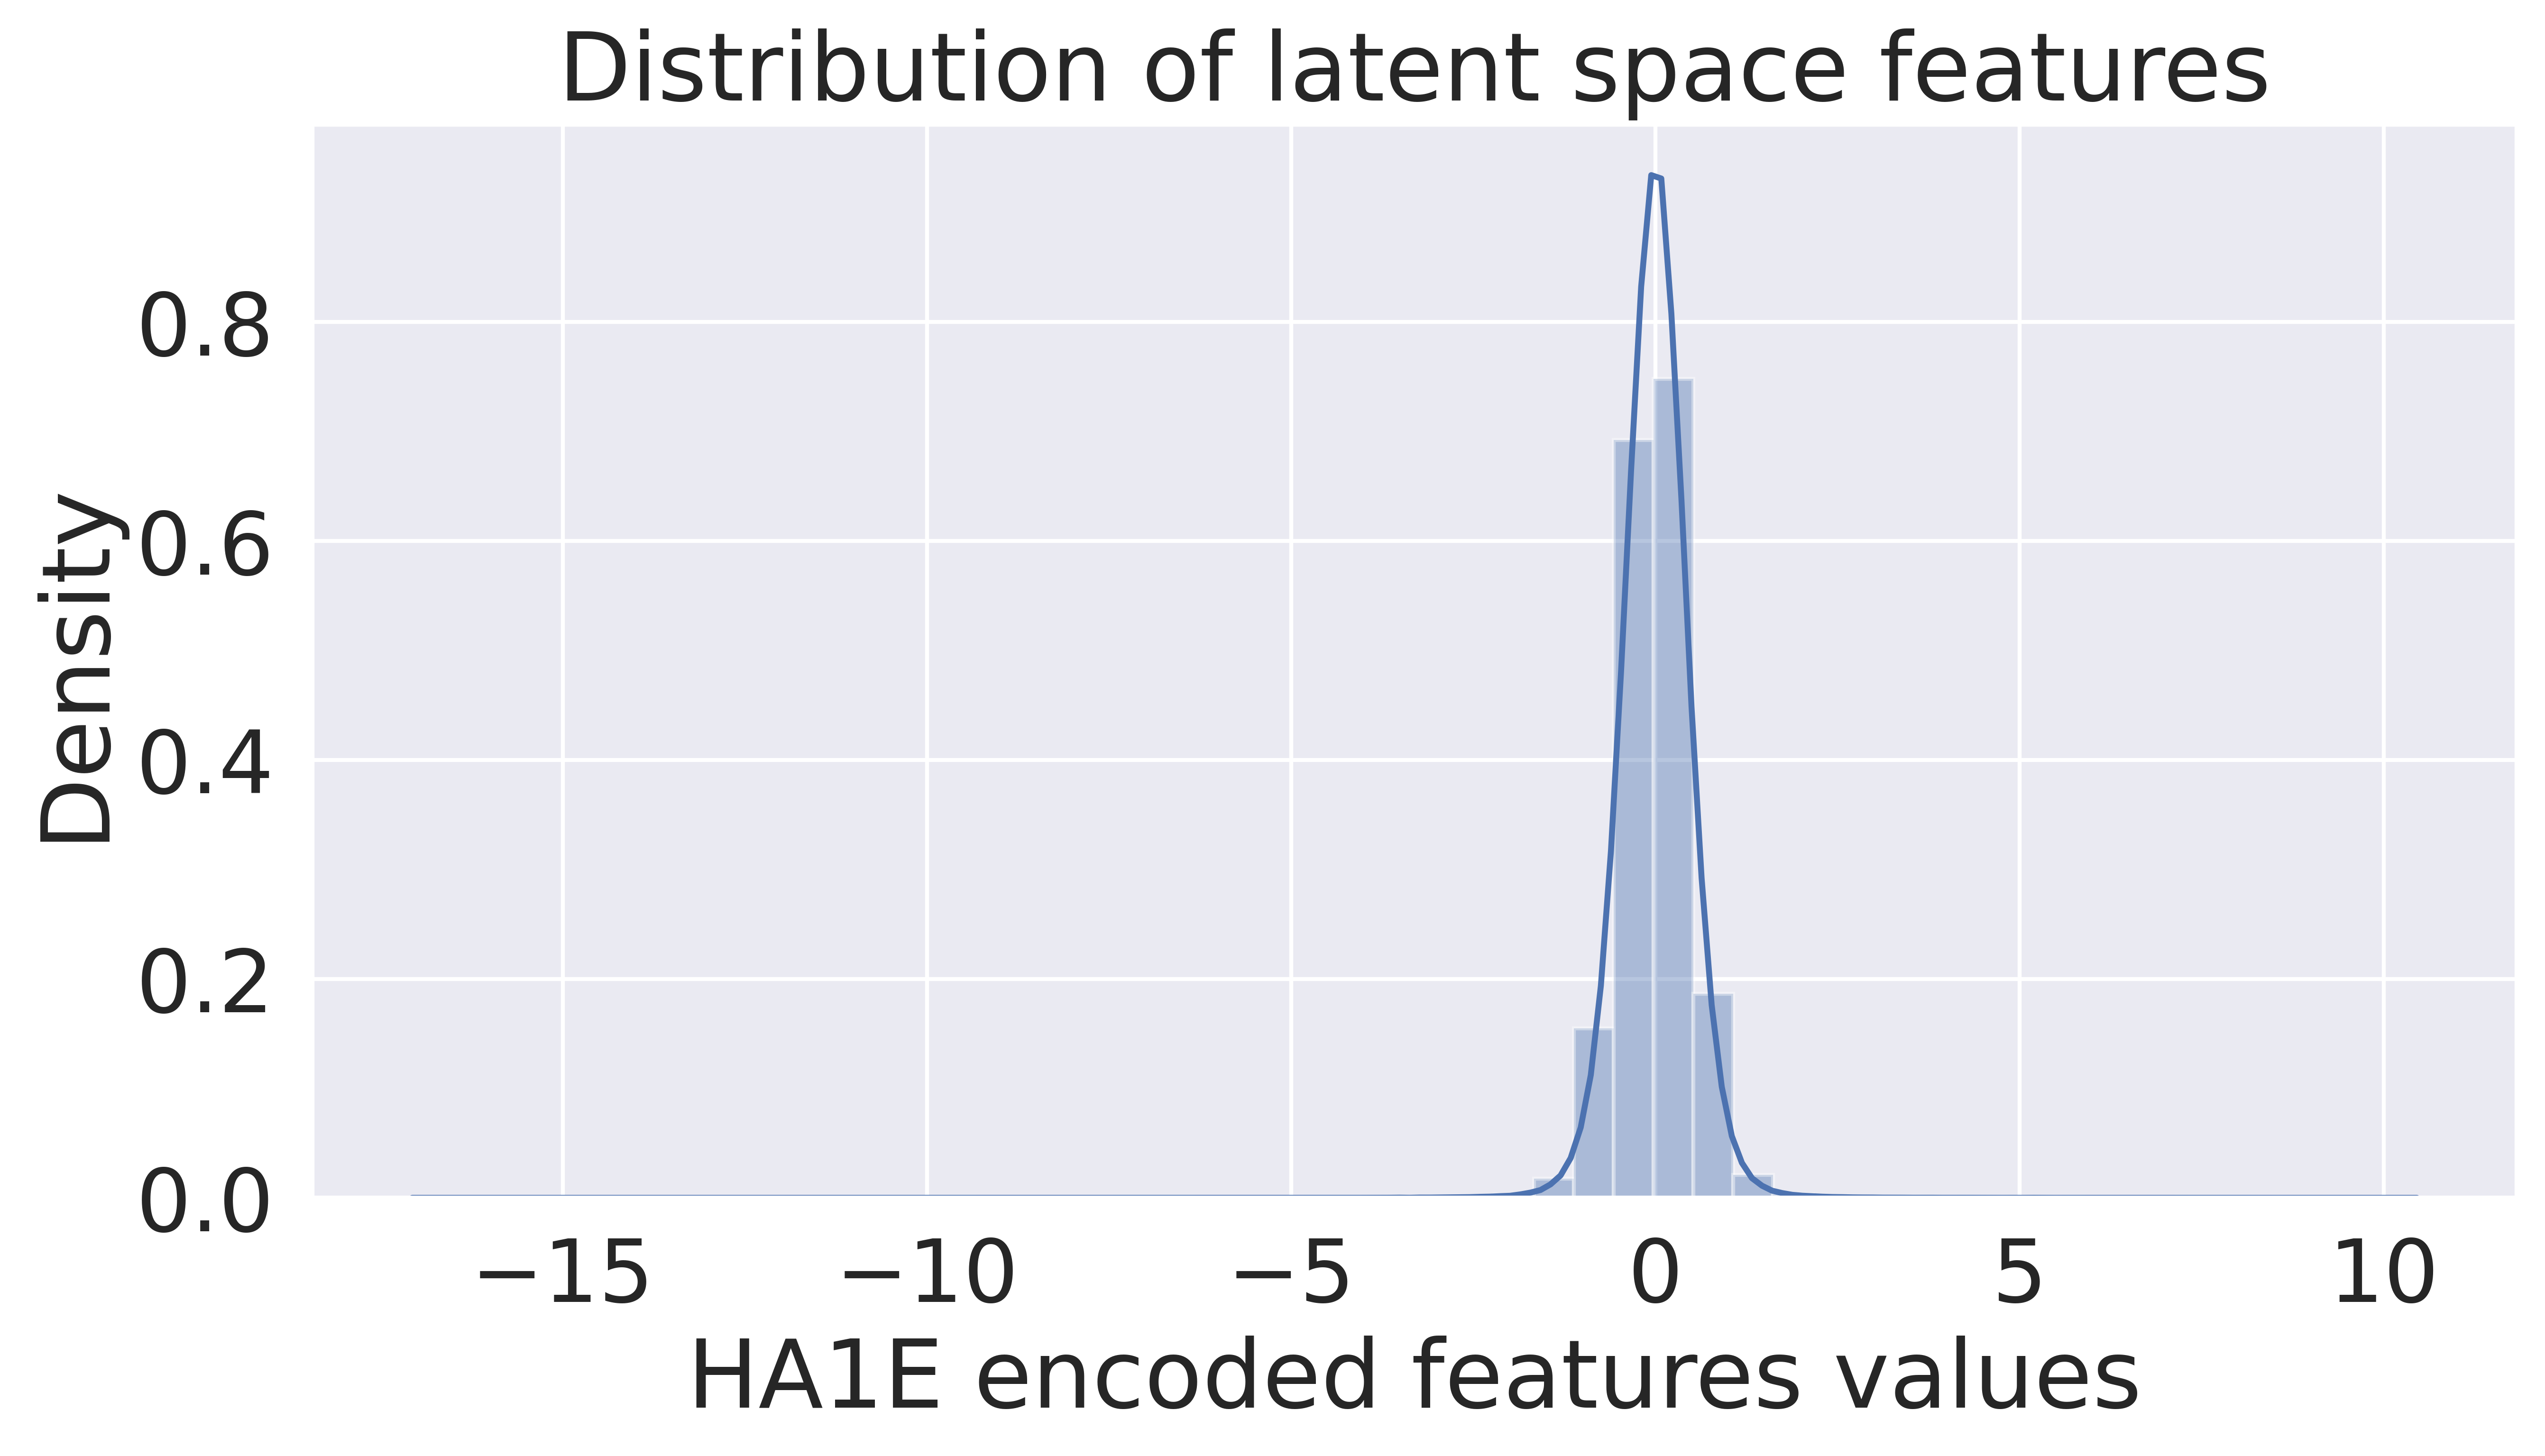 Distribution of latent space features
Density
0.8
0.6
0.4
0.2
0.0
−15 −10 −5 0 5 10
HA1E encoded features values